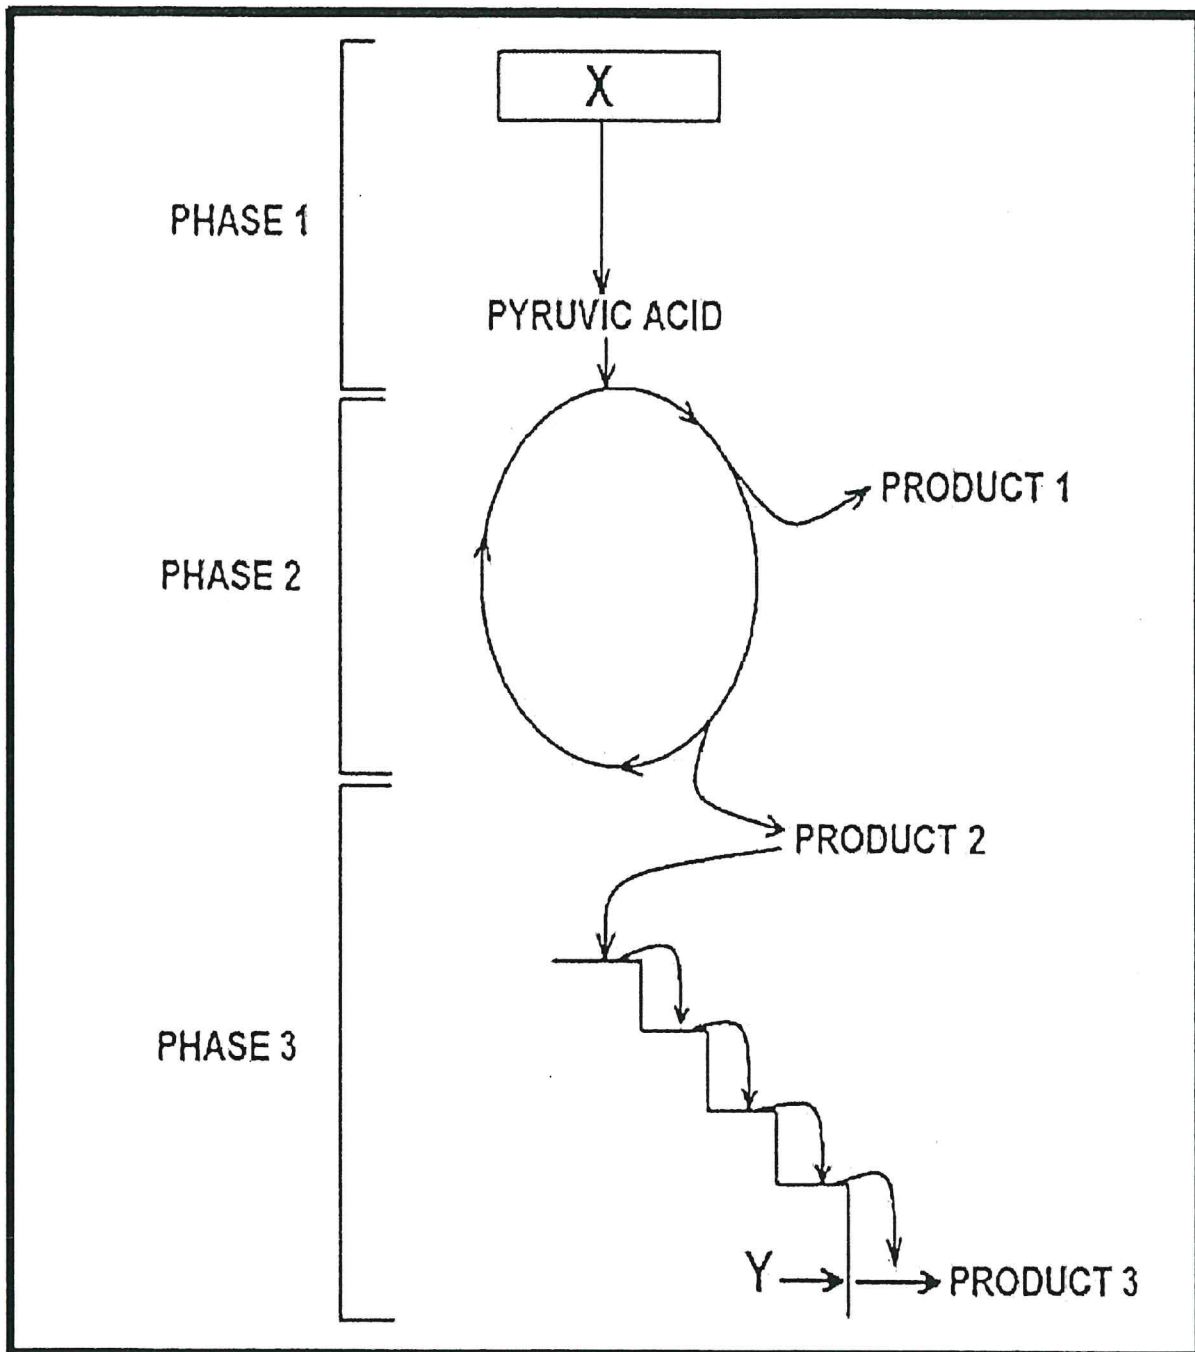 X
PHASE 1
PYRUVIC ACID
PRODUCT 1
PHASE 2
PRODUCT 2
PHASE 3
Y
PRODUCT 3